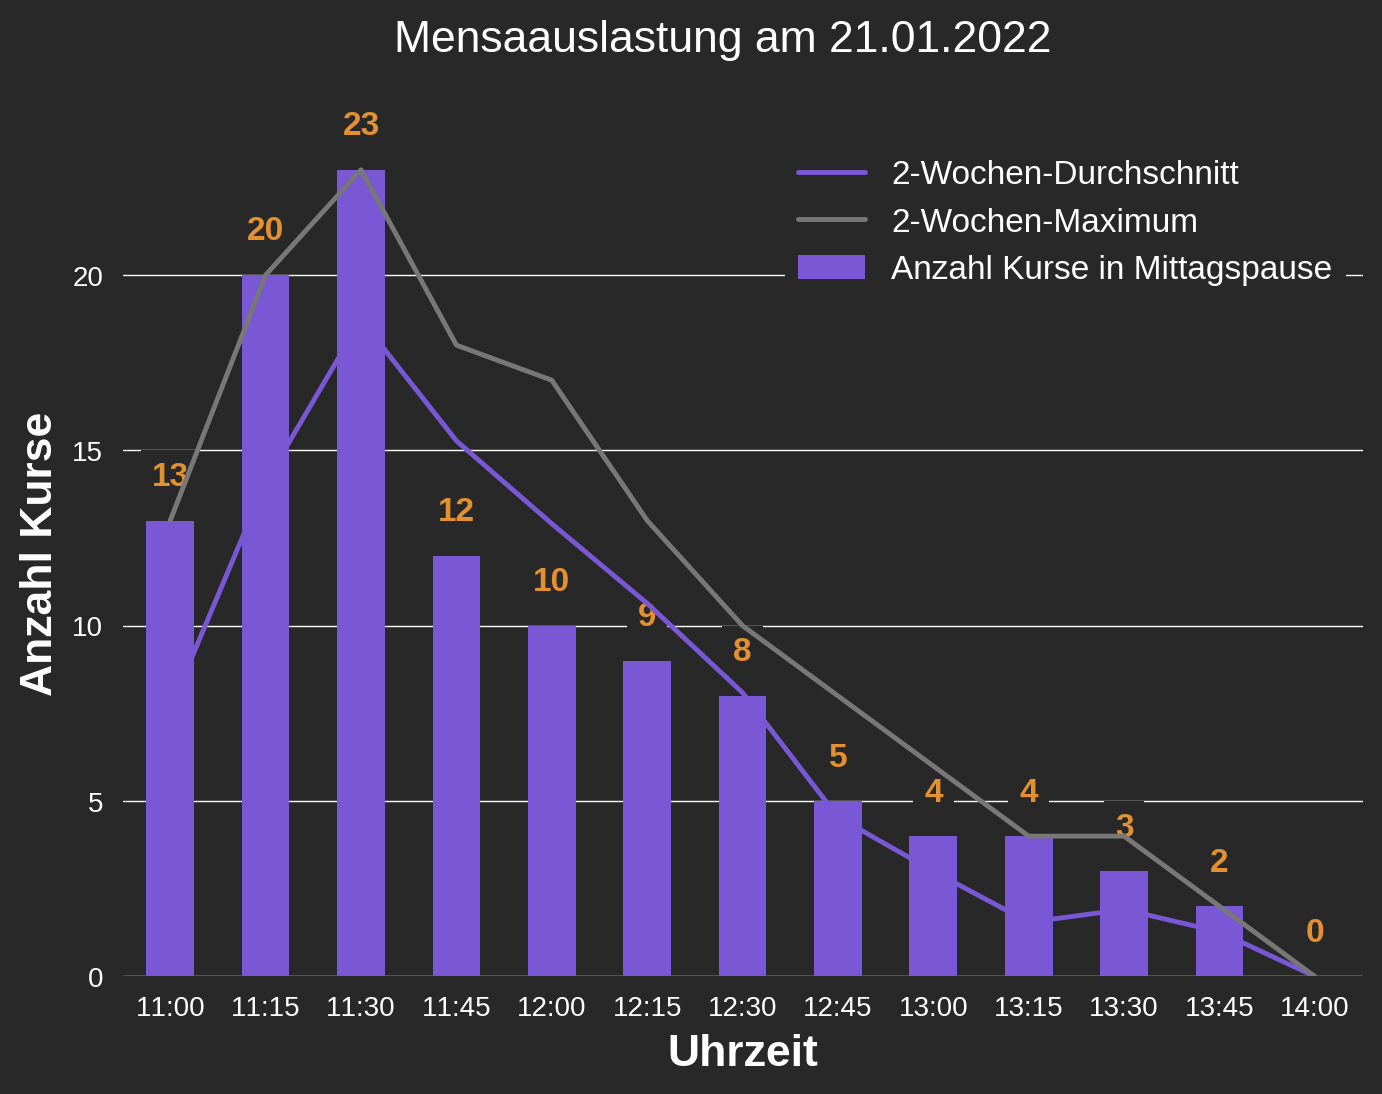 Mensaauslastung am 21.01.2022
2-Wochen-Durchschnitt
2-Wochen-Maximum
Anzahl Kurse in Mittagspause
Anzahl Kurse
20
15
10
5
0
13
20
23
12
10
9
8
5
4
4
3
2
0
11:00 11:15 11:30 11:45 12:00 12:15 12:30 12:45 13:00 13:15 13:30 13:45 14:00
Uhrzeit